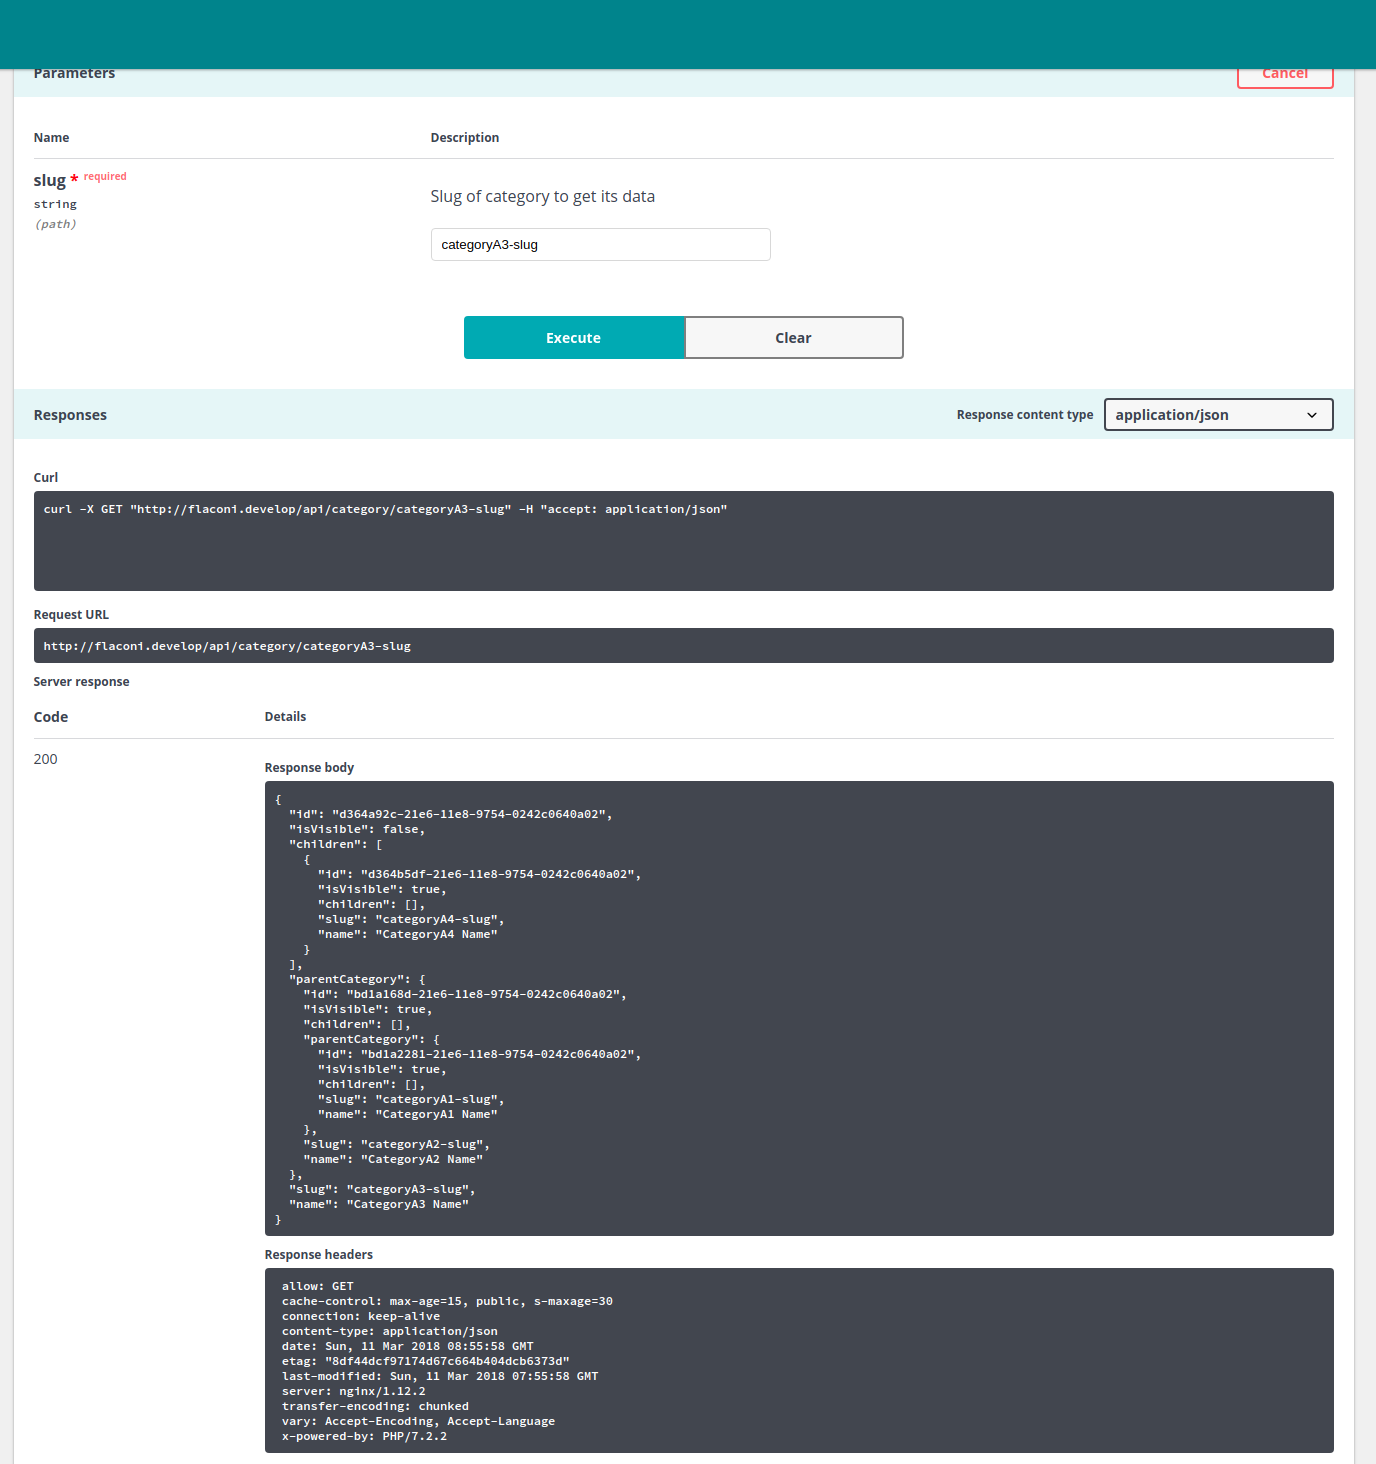 Parameters
Cancel
Name
Description
slug * required
string
(path)
Slug of category to get its data
categoryA3-slug
Execute
Clear
Responses
Response content type
application/json
Curl
curl -X GET "http://flaconi.develop/api/category/categoryA3-slug" -H "accept: application/json"
Request URL
http://flaconi.develop/api/category/categoryA3-slug
Server response
Code
Details
200
Response body
{
  "id": "d364a92c-21e6-11e8-9754-0242c0640a02",
  "isVisible": false,
  "children": [
    {
      "id": "d364b5df-21e6-11e8-9754-0242c0640a02",
      "isVisible": true,
      "children": [],
      "slug": "categoryA4-slug",
      "name": "CategoryA4 Name"
    }
  ],
  "parentCategory": {
    "id": "bd1a168d-21e6-11e8-9754-0242c0640a02",
    "isVisible": true,
    "children": [],
    "parentCategory": {
      "id": "bd1a2281-21e6-11e8-9754-0242c0640a02",
      "isVisible": true,
      "children": [],
      "slug": "categoryA1-slug",
      "name": "CategoryA1 Name"
    },
    "slug": "categoryA2-slug",
    "name": "CategoryA2 Name"
  },
  "slug": "categoryA3-slug",
  "name": "CategoryA3 Name"
}
Response headers
allow: GET
cache-control: max-age=15, public, s-maxage=30
connection: keep-alive
content-type: application/json
date: Sun, 11 Mar 2018 08:55:58 GMT
etag: "8df44dcf97174d67c664b404dcb6373d"
last-modified: Sun, 11 Mar 2018 07:55:58 GMT
server: nginx/1.12.2
transfer-encoding: chunked
vary: Accept-Encoding, Accept-Language
x-powered-by: PHP/7.2.2